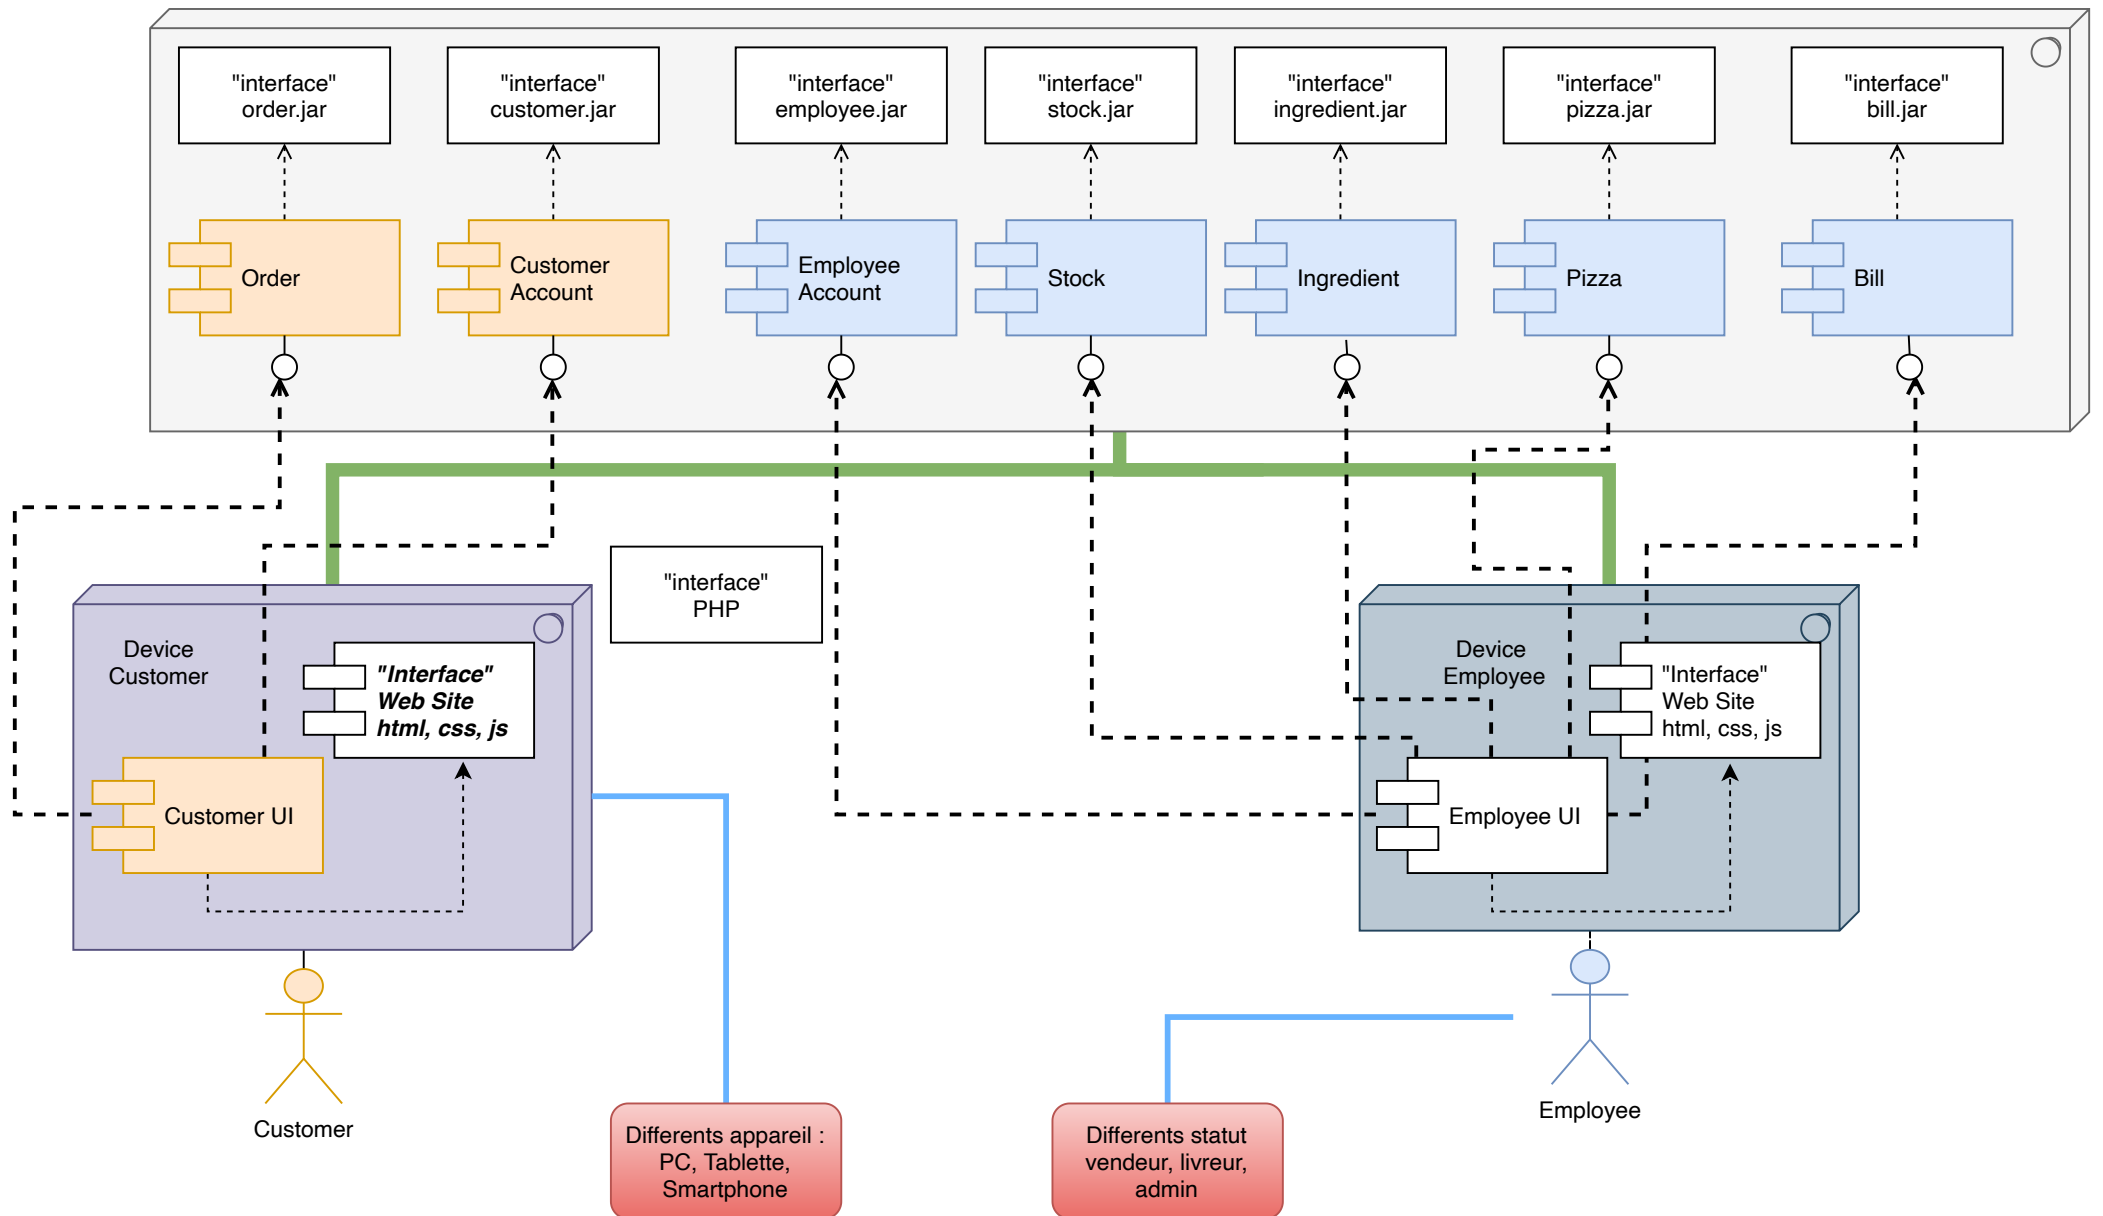 "interface"
order.jar
"interface"
customer.jar
"interface"
employee.jar
"interface"
stock.jar
"interface"
ingredient.jar
"interface"
pizza.jar
"interface"
bill.jar
Order
Customer
Account
Employee
Account
Stock
Ingredient
Pizza
Bill
"interface"
PHP
Device
Customer
"Interface"
Web Site
html, css, js
Customer UI
Device
Employee
"Interface"
Web Site
html, css, js
Employee UI
Customer
Employee
Differents appareil :
PC, Tablette,
Smartphone
Differents statut
vendeur, livreur,
admin